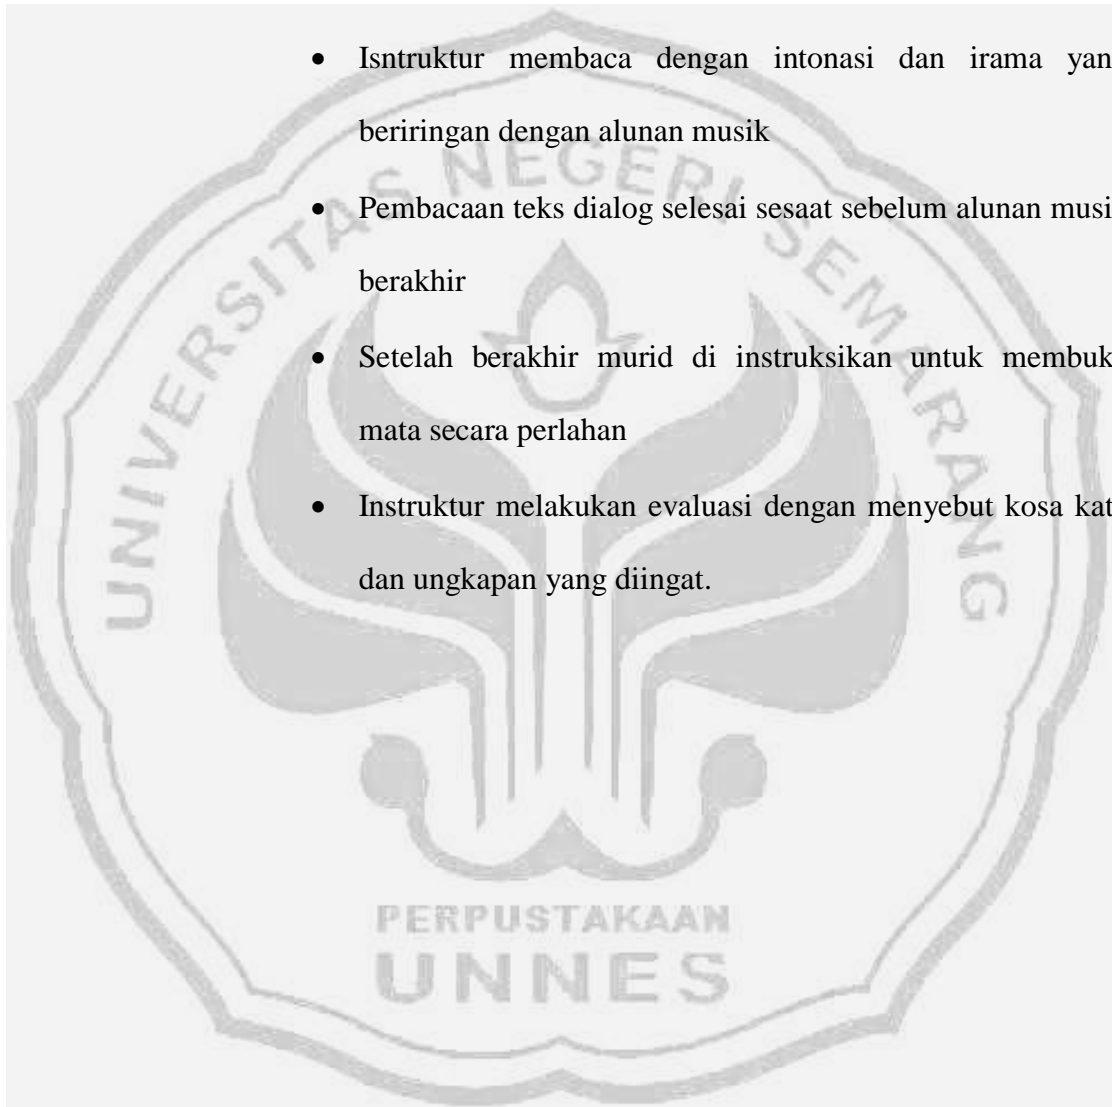 • Isntruktur membaca dengan intonasi dan irama yan
beriringan dengan alunan musik
• Pembacaan teks dialog selesai sesaat sebelum alunan musi
berakhir
• Setelah berakhir murid di instruksikan untuk membuk
mata secara perlahan
• Instruktur melakukan evaluasi dengan menyebut kosa kat
dan ungkapan yang diingat.
UNIVERSITAS NEGERI SEMARANG
PERPUSTAKAAN
UNNES